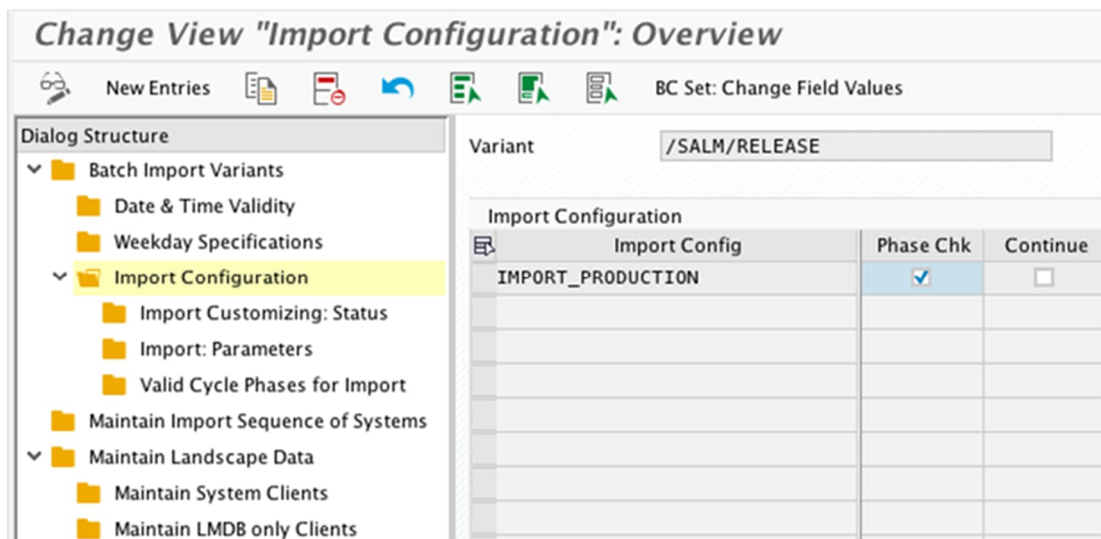 Change View "Import Configuration": Overview
New Entries
BC Set: Change Field Values
Dialog Structure
Batch Import Variants
Date & Time Validity
Weekday Specifications
Import Configuration
Import Customizing: Status
Import: Parameters
Valid Cycle Phases for Import
Maintain Import Sequence of Systems
Maintain Landscape Data
Maintain System Clients
Maintain LMDB only Clients
Variant /SALM/RELEASE
Import Configuration
Import Config Phase Chk Continue
IMPORT_PRODUCTION